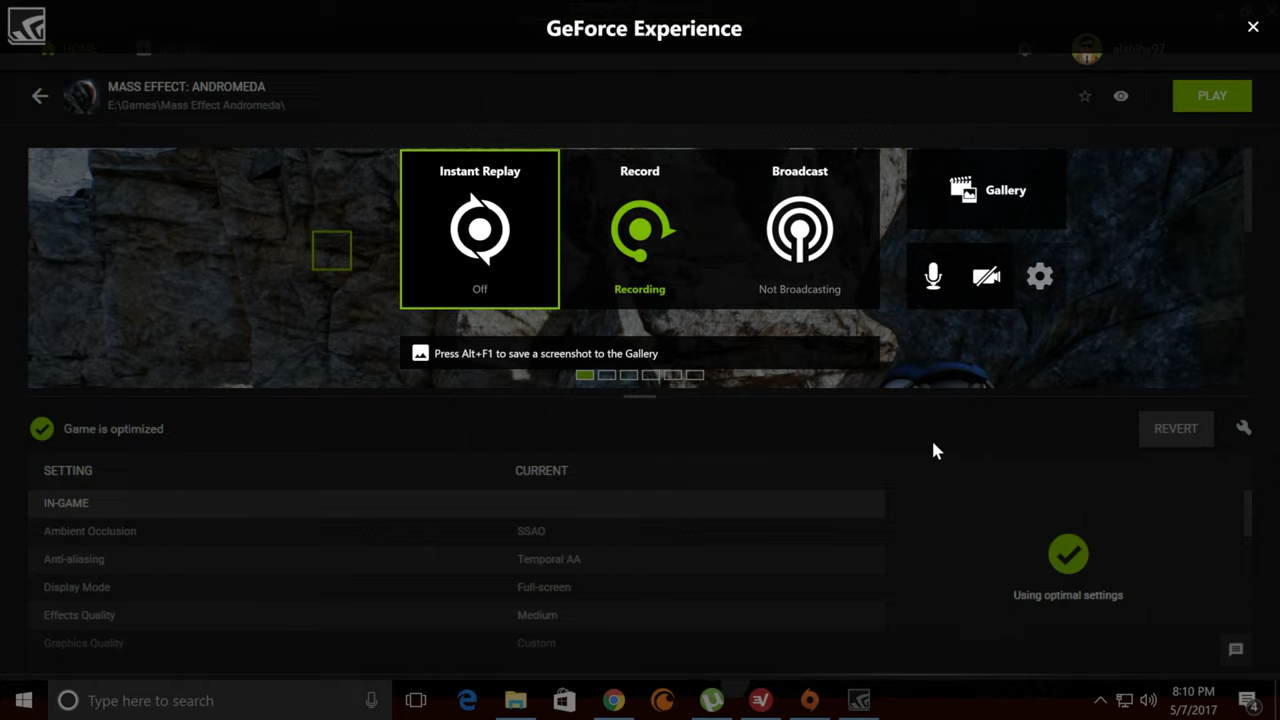 GeForce Experience
HOME
MASS EFFECT: ANDROMEDA
E:\Games\Mass Effect Andromeda\
PLAY
Instant Replay
Off
Record
Recording
Broadcast
Not Broadcasting
Gallery
Press Alt+F1 to save a screenshot to the Gallery
Game is optimized
REVERT
SETTING CURRENT
IN-GAME
Ambient Occlusion SSAO
Anti-aliasing Temporal AA
Display Mode Full-screen
Effects Quality Medium
Graphics Quality Custom
Using optimal settings
Type here to search
8:10 PM
5/7/2017
4